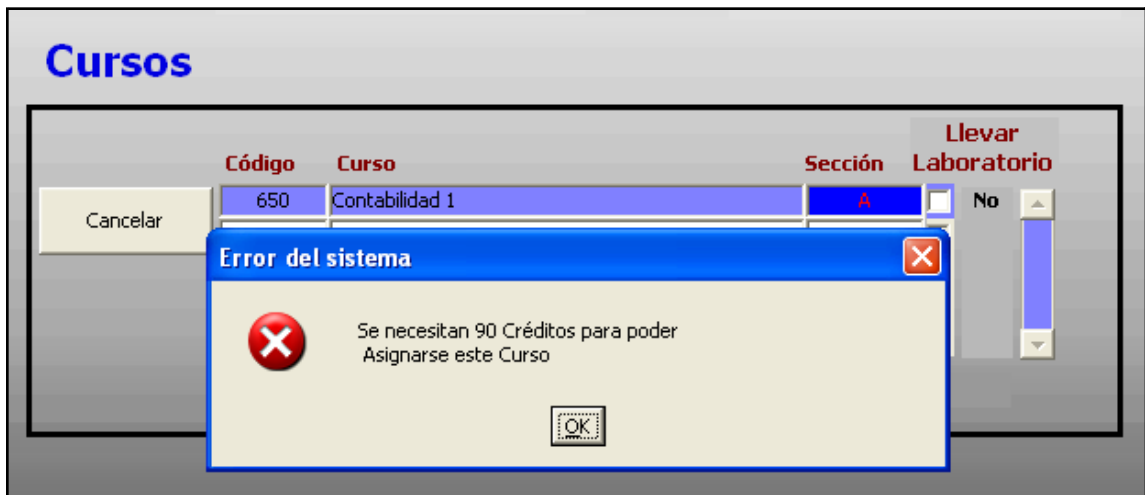 Cursos
Llevar
Código Curso Sección Laboratorio
650 Contabilidad 1 A No
Cancelar
Error del sistema
Se necesitan 90 Créditos para poder
Asignarse este Curso
OK